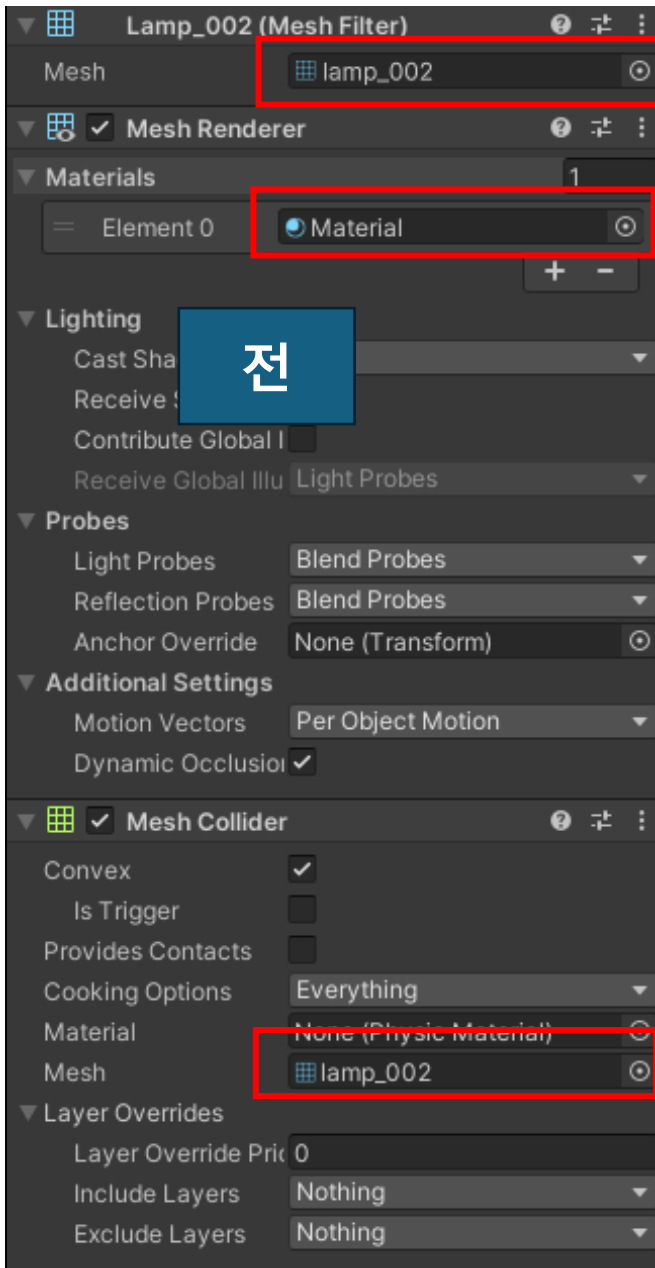 Lamp_002 (Mesh Filter)
Mesh lamp_002
Mesh Renderer
Materials 1
Element 0 Material
+ -
Lighting
Cast Sha
전
Receive
Contribute Global I
Receive Global Illu Light Probes
Probes
Light Probes Blend Probes
Reflection Probes Blend Probes
Anchor Override None (Transform)
Additional Settings
Motion Vectors Per Object Motion
Dynamic Occlusio
Mesh Collider
Convex
Is Trigger
Provides Contacts
Cooking Options Everything
Material None (Physic Material)
Mesh lamp_002
Layer Overrides
Layer Override Pri 0
Include Layers Nothing
Exclude Layers Nothing